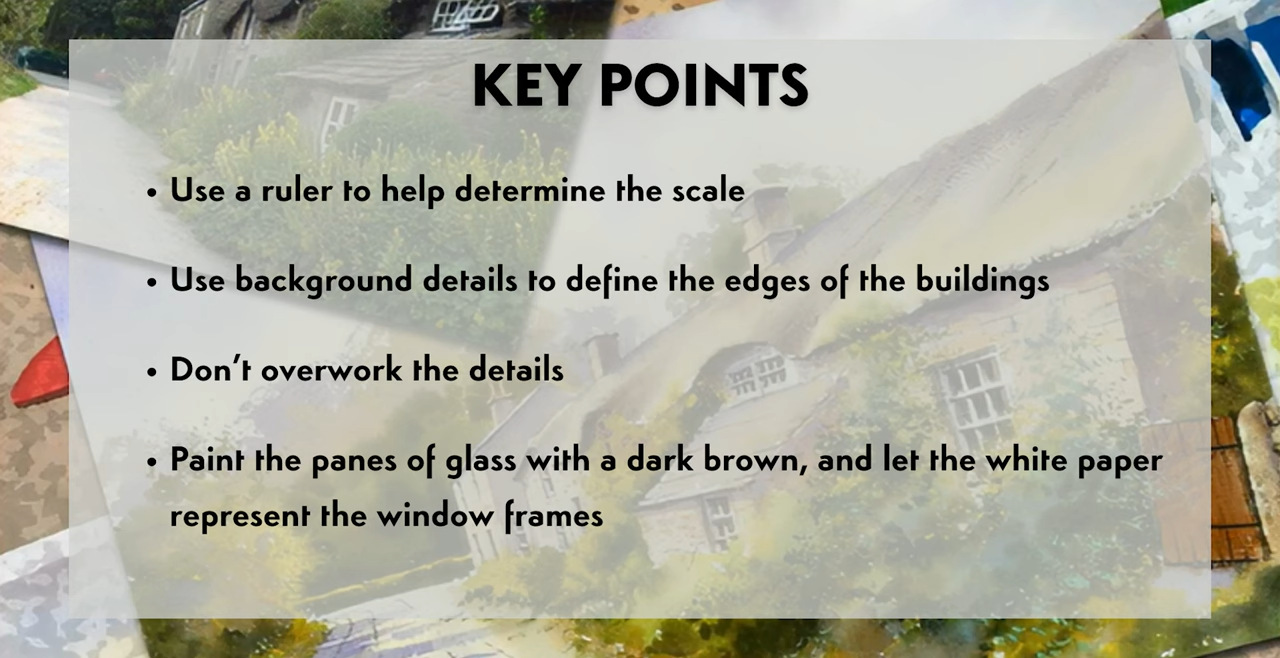 KEY POINTS
• Use a ruler to help determine the scale
• Use background details to define the edges of the buildings
• Don’t overwork the details
• Paint the panes of glass with a dark brown, and let the white paper
represent the window frames